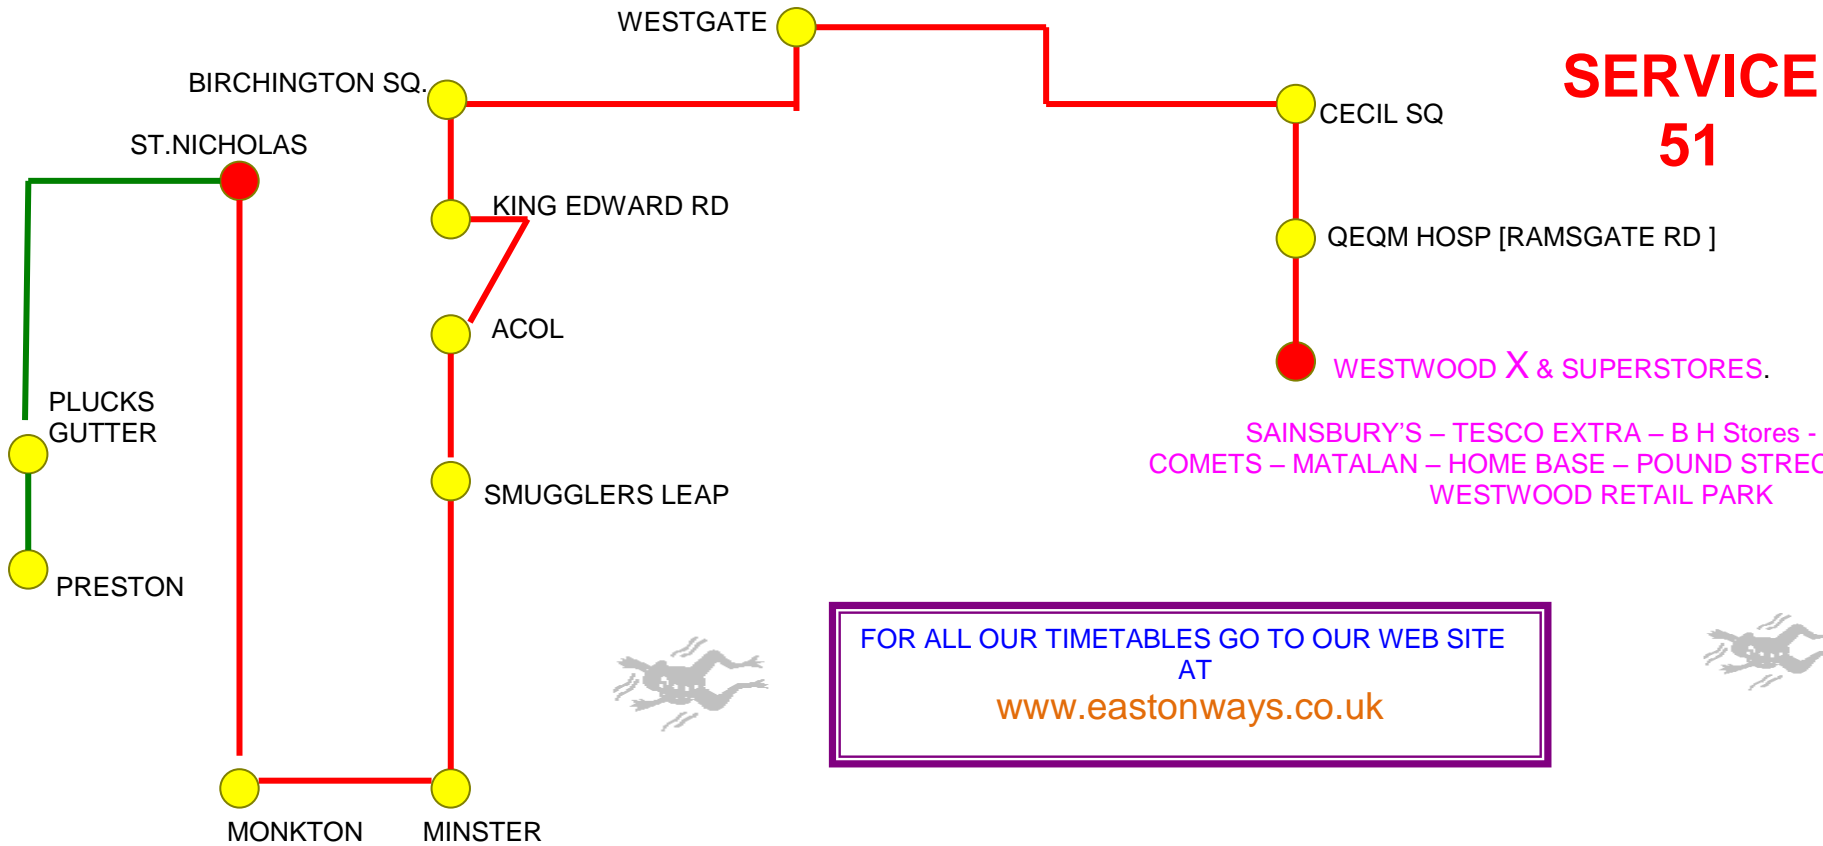 WESTGATE
SERVICE
51
BIRCHINGTON SQ.
CECIL SQ
ST.NICHOLAS
KING EDWARD RD
QEQM HOSP [RAMSGATE RD ]
ACOL
WESTWOOD X & SUPERSTORES.
PLUCKS
GUTTER
SAINSBURY'S – TESCO EXTRA – B H Stores -
COMETS – MATALAN – HOME BASE – POUND STREC
WESTWOOD RETAIL PARK
SMUGGLERS LEAP
PRESTON
FOR ALL OUR TIMETABLES GO TO OUR WEB SITE
AT
www.eastonways.co.uk
MONKTON
MINSTER